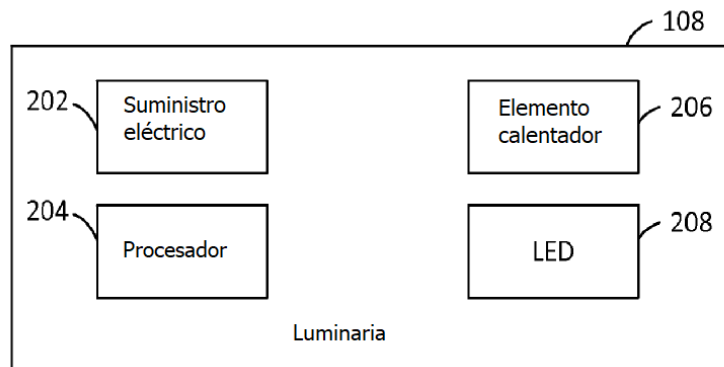 108
202
Suministro
eléctrico
Elemento
calentador
206
204
Procesador
LED
208
Luminaria